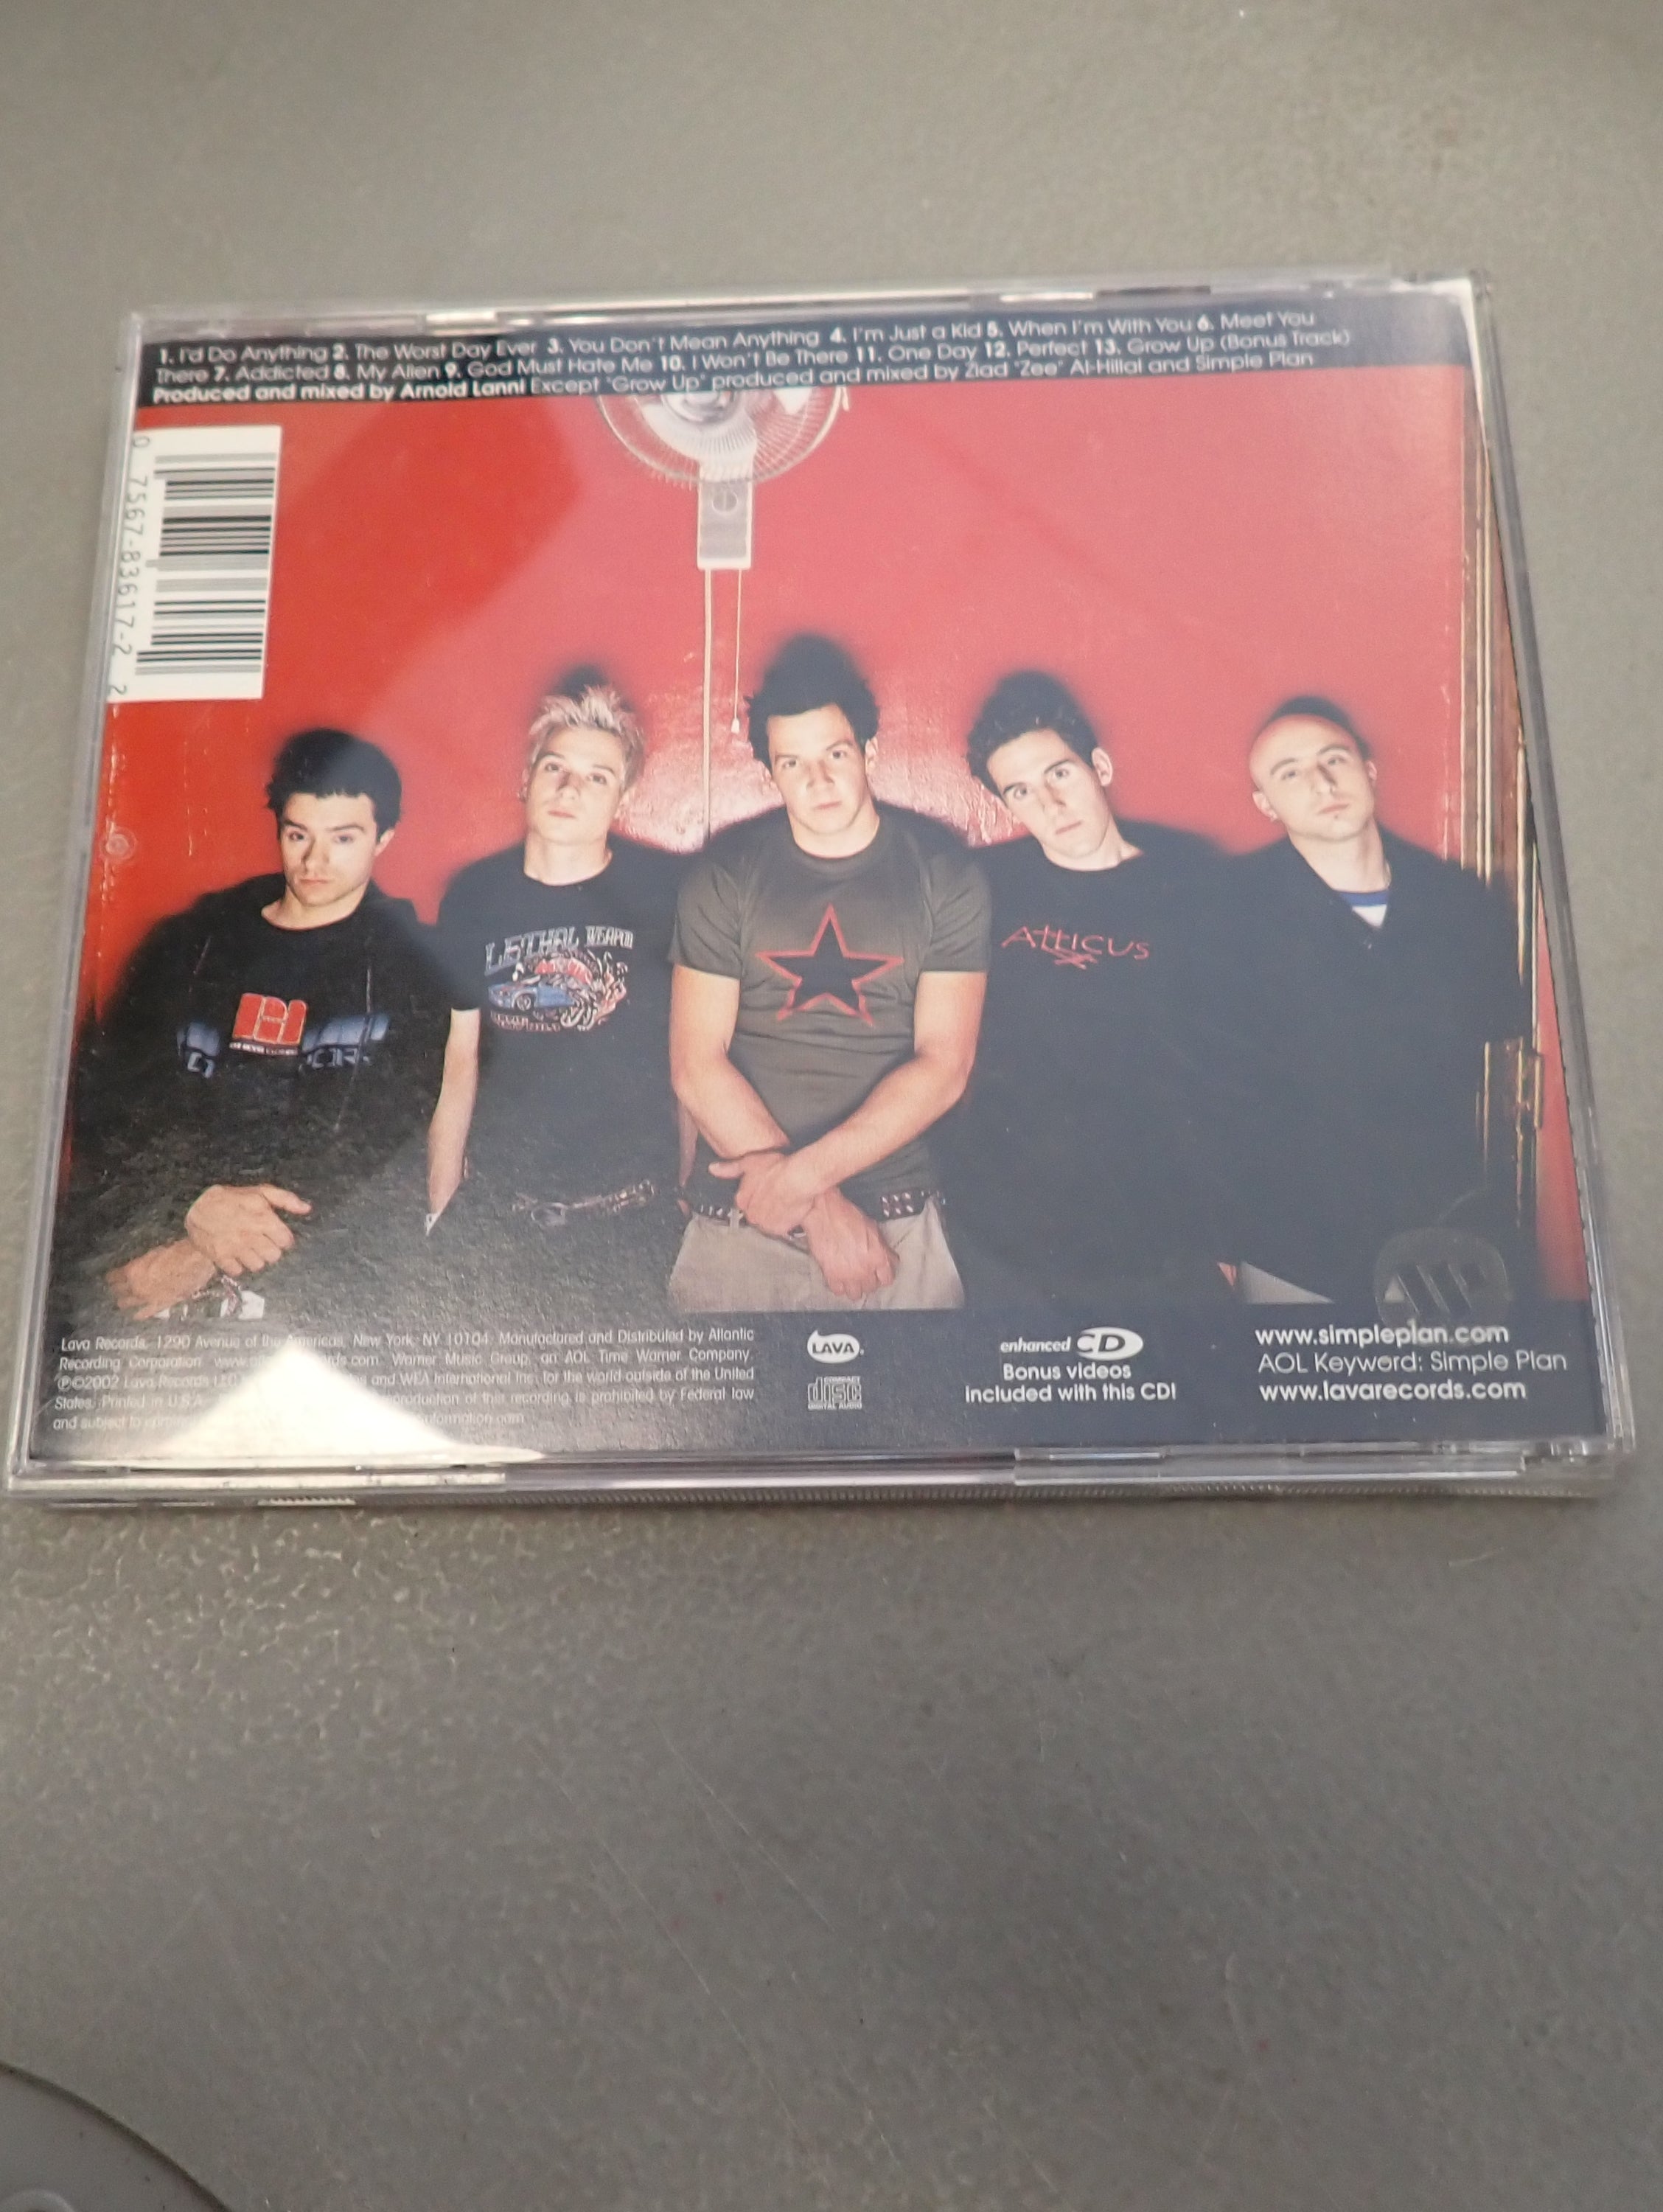 1. I'd Do Anything 2. The Worst Day Ever 3. You Don't Mean Anything 4. I'm Just a Kid 5. When I'm With You 6. Meet You
There 7. Addicted 8. My Alien 9. God Must Hate Me 10. I Won't Be There 11. One Day 12. Perfect 13. Grow Up (Bonus Track)
Produced and mixed by Arnold Lanni Except "Grow Up" produced and mixed by Ziad "Zee" Al-Hillal and Simple Plan
0 7567-83617-2 2
LETHAL WEAPON
ATTICUS
Lava Records, 1290 Avenue of the Americas, New York, NY 10104. Manufactured and Distributed by Atlantic
Recording Corporation. Warner Music Group, an AOL Time Warner Company.
℗©2002 Lava Records and WEA International Inc. for the world outside of the United
States. Printed in U.S.A. reproduction of this recording is prohibited by Federal law
and subject to
LAVA
COMPACT
disc
DIGITAL AUDIO
enhanced CD
Bonus videos
included with this CD!
www.simpleplan.com
AOL Keyword: Simple Plan
www.lavarecords.com